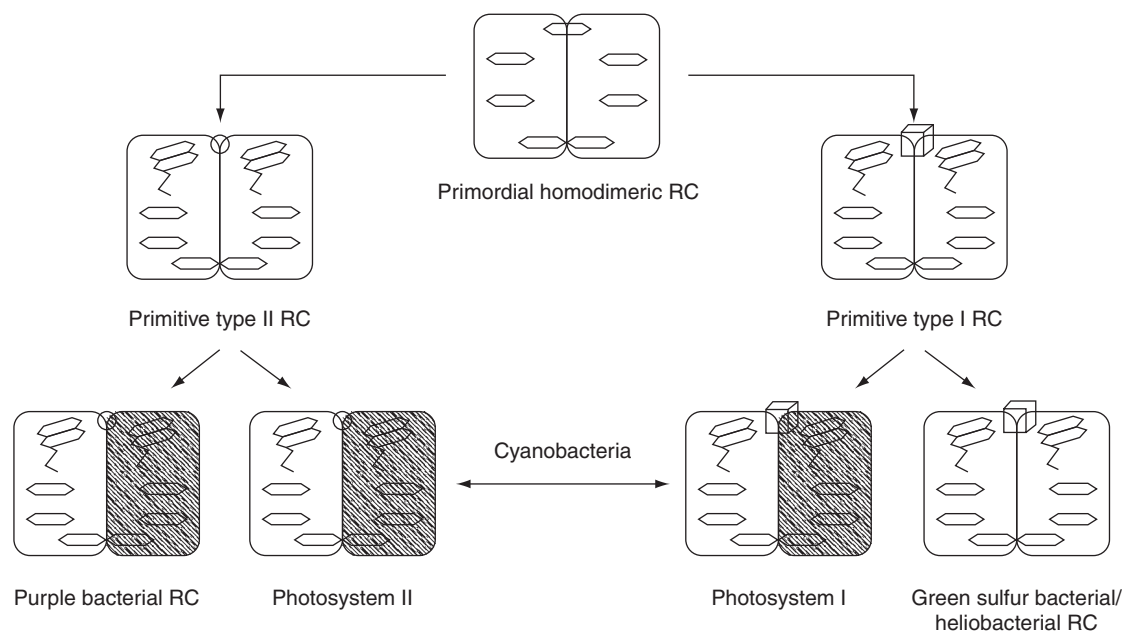 Primordial homodimeric RC
Primitive type II RC
Primitive type I RC
Cyanobacteria
Purple bacterial RC
Photosystem II
Photosystem I
Green sulfur bacterial/
heliobacterial RC